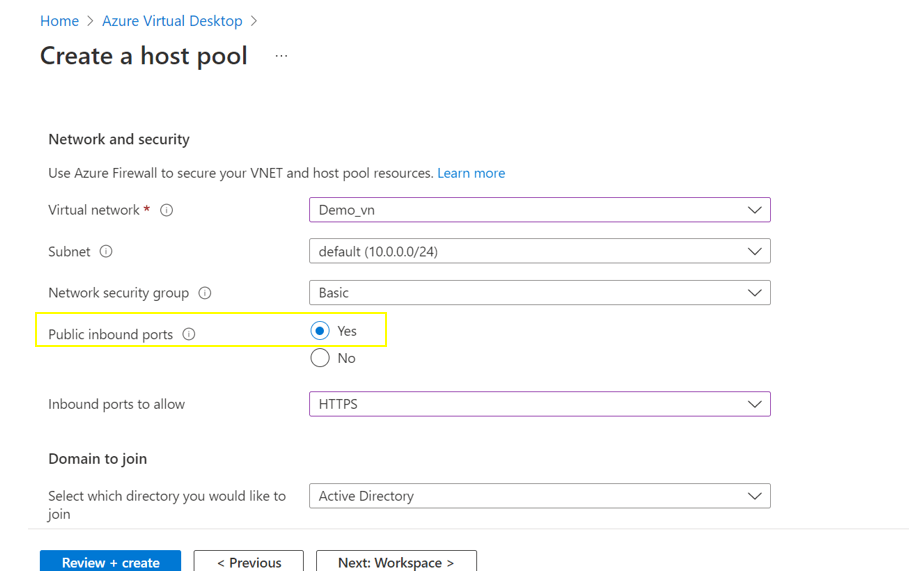 Home > Azure Virtual Desktop >
Create a host pool ...
Network and security
Use Azure Firewall to secure your VNET and host pool resources. Learn more
Virtual network *
Demo_vn
Subnet
default (10.0.0.0/24)
Network security group
Basic
Public inbound ports
Yes
No
Inbound ports to allow
HTTPS
Domain to join
Select which directory you would like to
join
Active Directory
Review + create
< Previous
Next: Workspace >